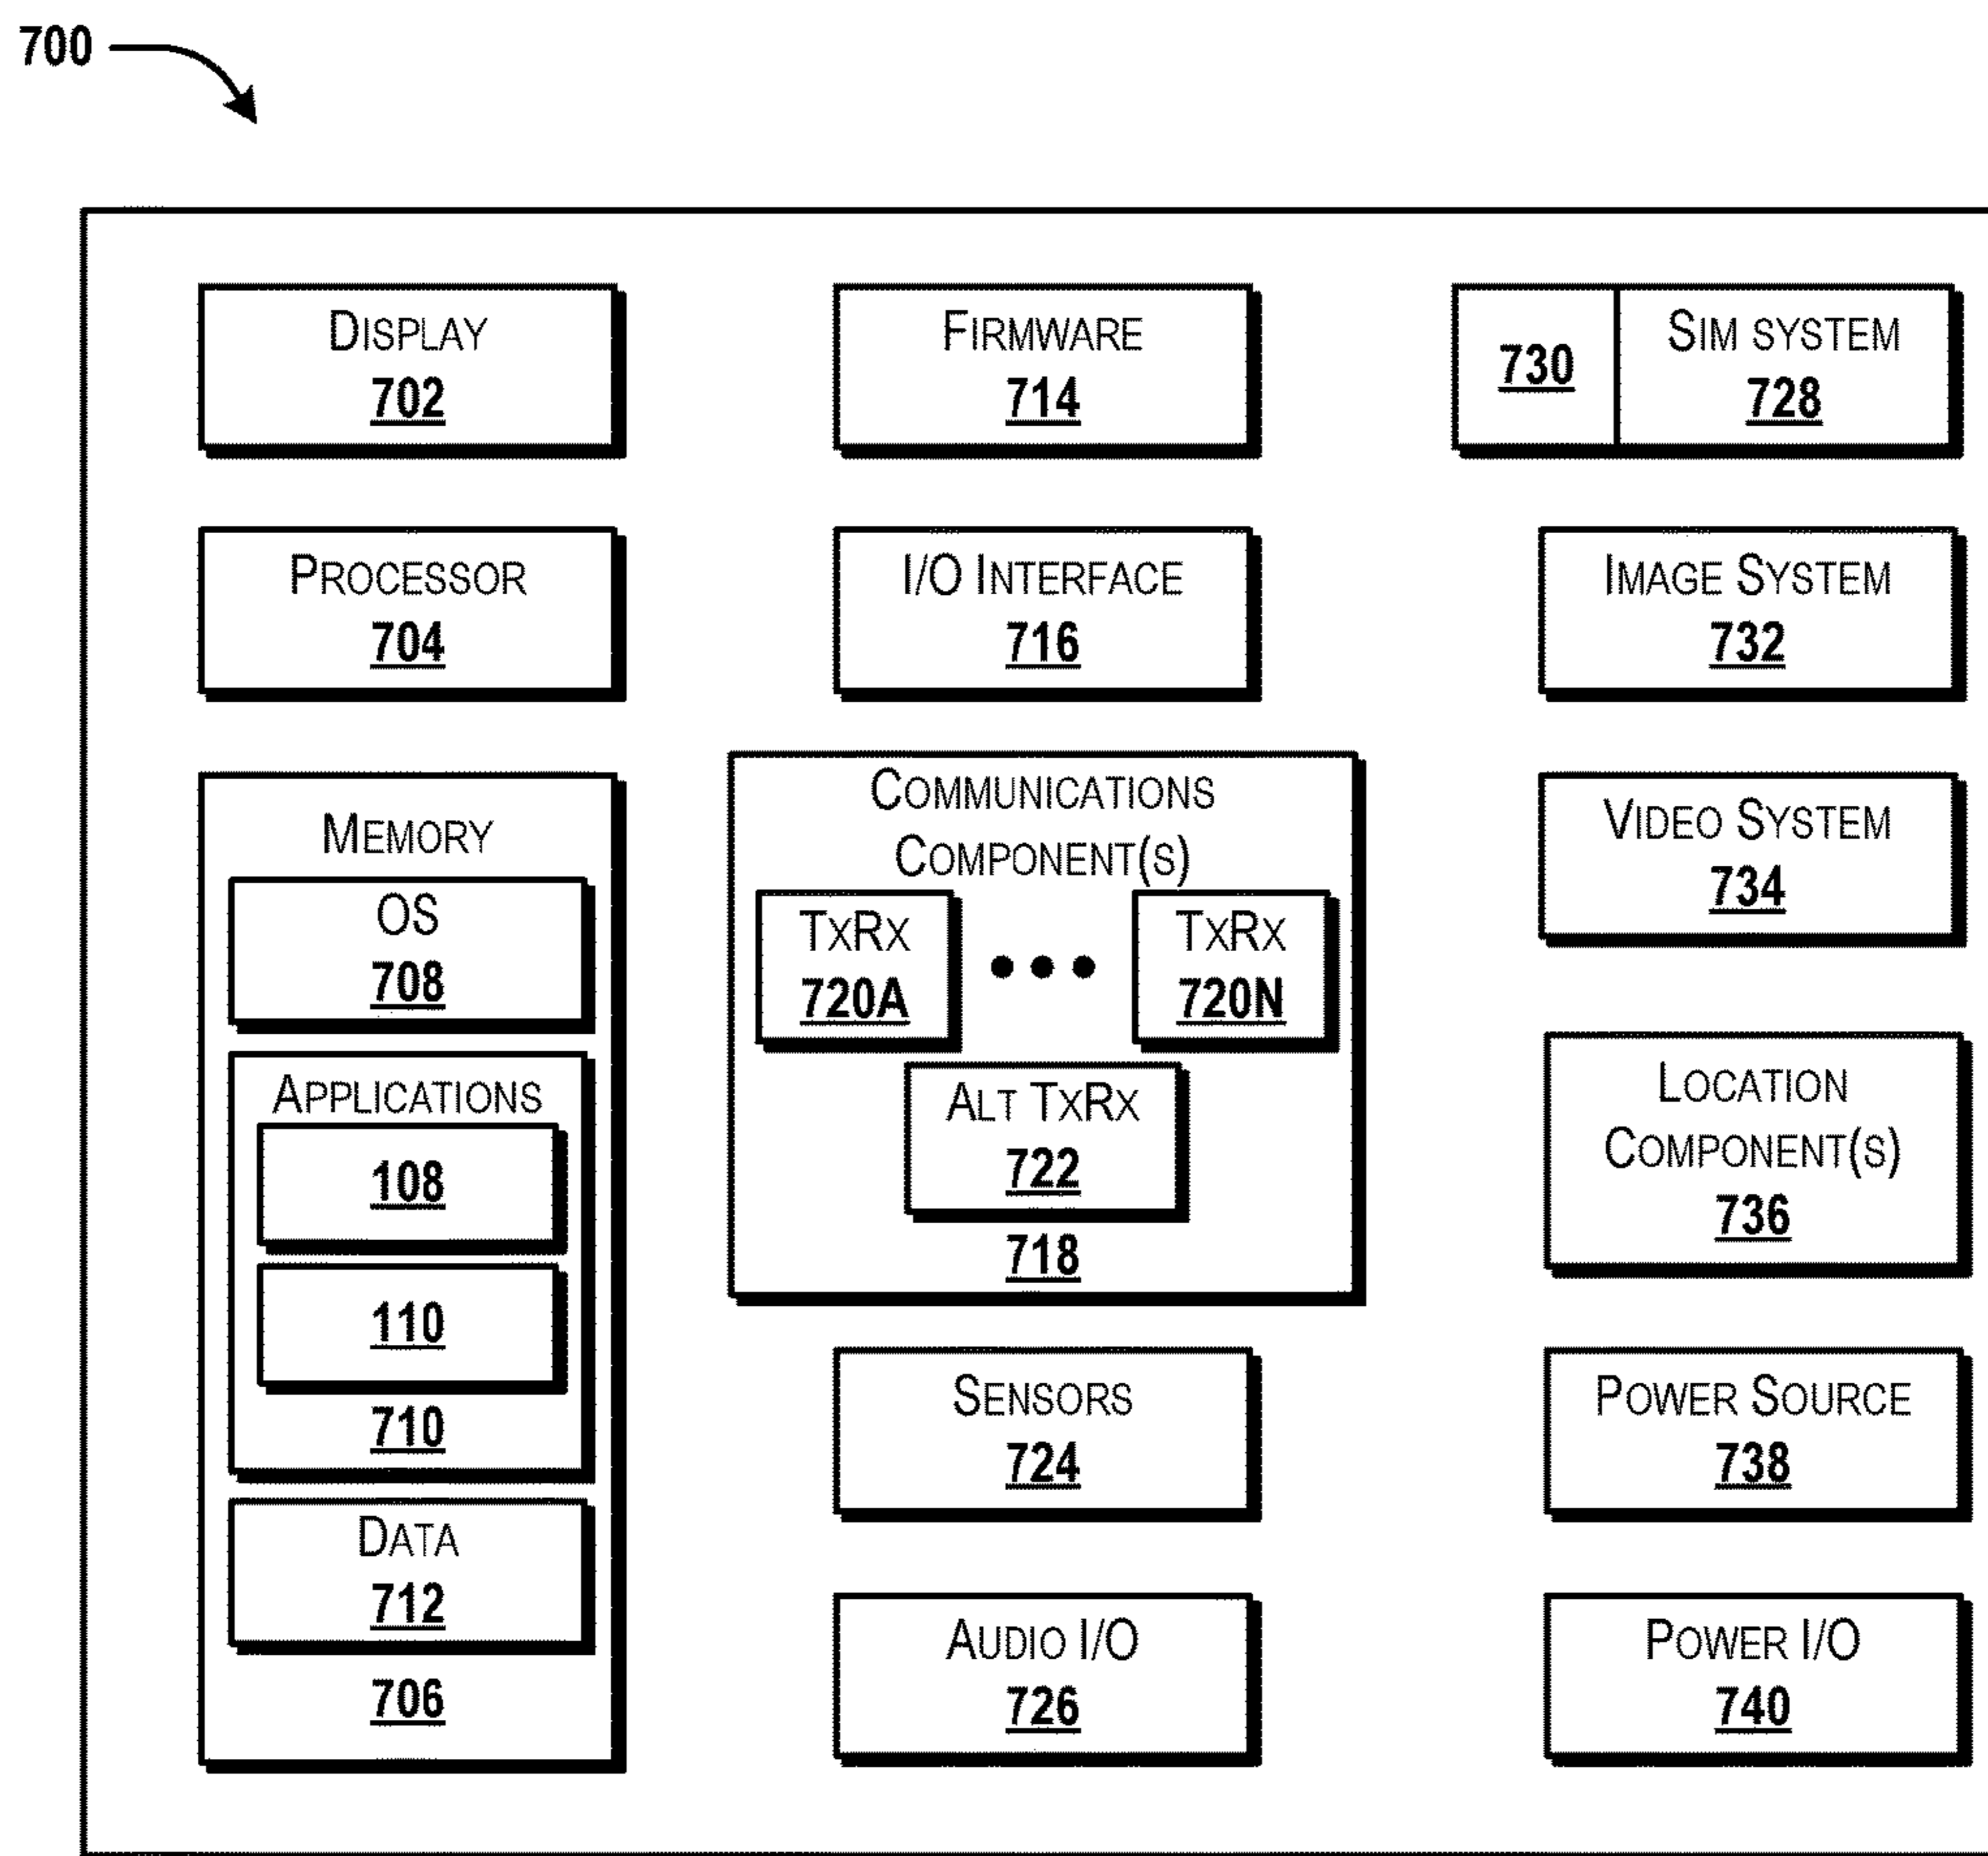 700
DISPLAY
702
PROCESSOR
704
MEMORY
OS
708
APPLICATIONS
108
110
710
DATA
712
706
FIRMWARE
714
I/O INTERFACE
716
COMMUNICATIONS
COMPONENT(S)
TXRX
720A
TXRX
720N
ALT TXRX
722
718
SENSORS
724
AUDIO I/O
726
730
SIM SYSTEM
728
IMAGE SYSTEM
732
VIDEO SYSTEM
734
LOCATION
COMPONENT(S)
736
POWER SOURCE
738
POWER I/O
740